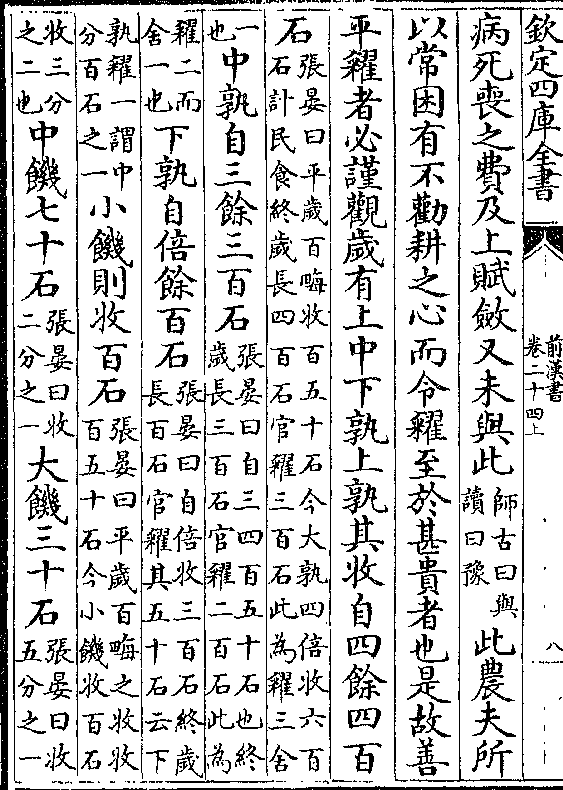 欽定四庫全書
前漢書
卷二十四上
八
病死喪之費及上賦斂又未與此師古曰與讀曰豫此農夫所
以常困有不勸耕之心而令糴至於甚貴者也是故善
平糴者必謹觀歲有上中下孰上孰其收自四餘四百
石張晏曰平歲百畮收百五十石今大孰四倍收六百石計民食終歲長四百石官糴三百石此為糴三舍
一也中孰自三餘三百石張晏曰自三四百五十石也終歲長三百石官糴二百石此為
糴二而舍一也下孰自倍餘百石張晏曰自倍收三百石終歲長百石官糴其五十石云下
孰糴一謂中分百石之一小饑則收百石張晏曰平歲百畮之收收百五十石今小饑收百石
收三分之二也中饑七十石張晏曰收二分之一大饑三十石張晏曰收五分之一